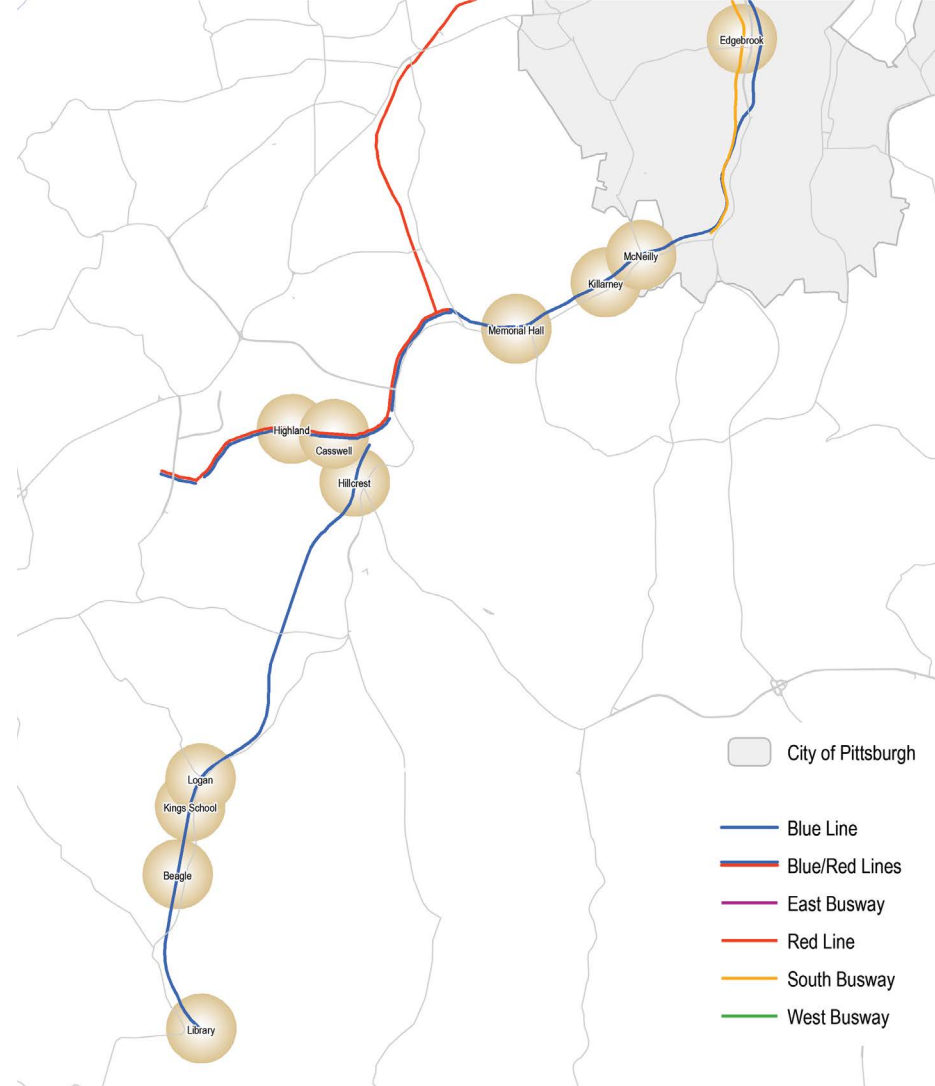 Edgebrook
McNeilly
Killarney
Memorial Hall
Highland
Casswell
Hillcrest
Logan
Kings School
Beagle
Library
City of Pittsburgh
Blue Line
Blue/Red Lines
East Busway
Red Line
South Busway
West Busway